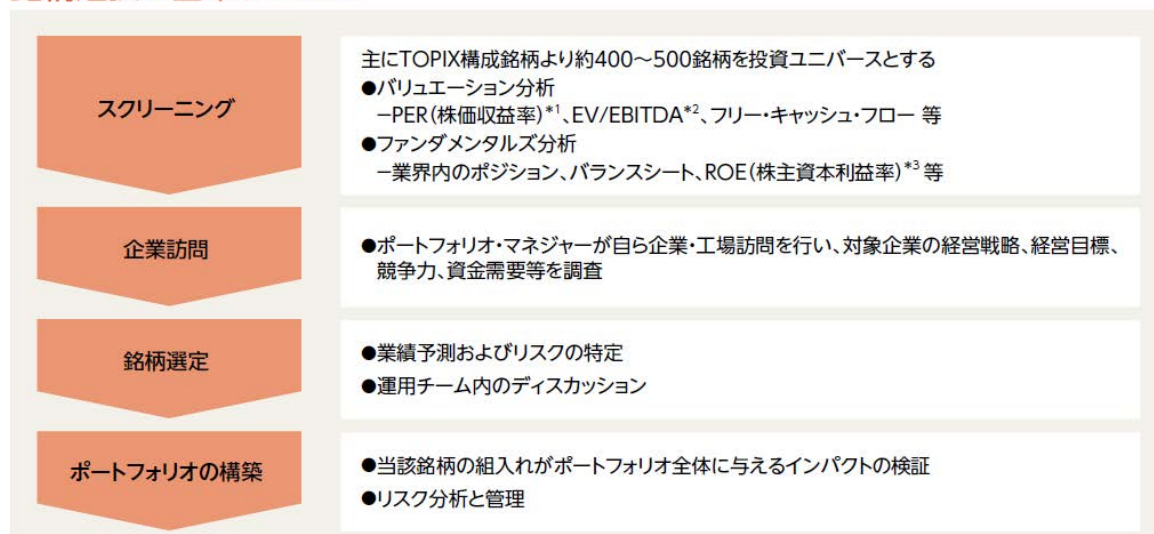 スクリーニング
主にTOPIX構成銘柄より約400～500銘柄を投資ユニバースとする
●バリュエーション分析
－PER（株価収益率）*1、EV/EBITDA*2、フリー・キャッシュ・フロー 等
●ファンダメンタルズ分析
－業界内のポジション、バランスシート、ROE（株主資本利益率）*3 等
企業訪問
●ポートフォリオ・マネジャーが自ら企業・工場訪問を行い、対象企業の経営戦略、経営目標、
競争力、資金需要等を調査
銘柄選定
●業績予測およびリスクの特定
●運用チーム内のディスカッション
ポートフォリオの構築
●当該銘柄の組入れがポートフォリオ全体に与えるインパクトの検証
●リスク分析と管理